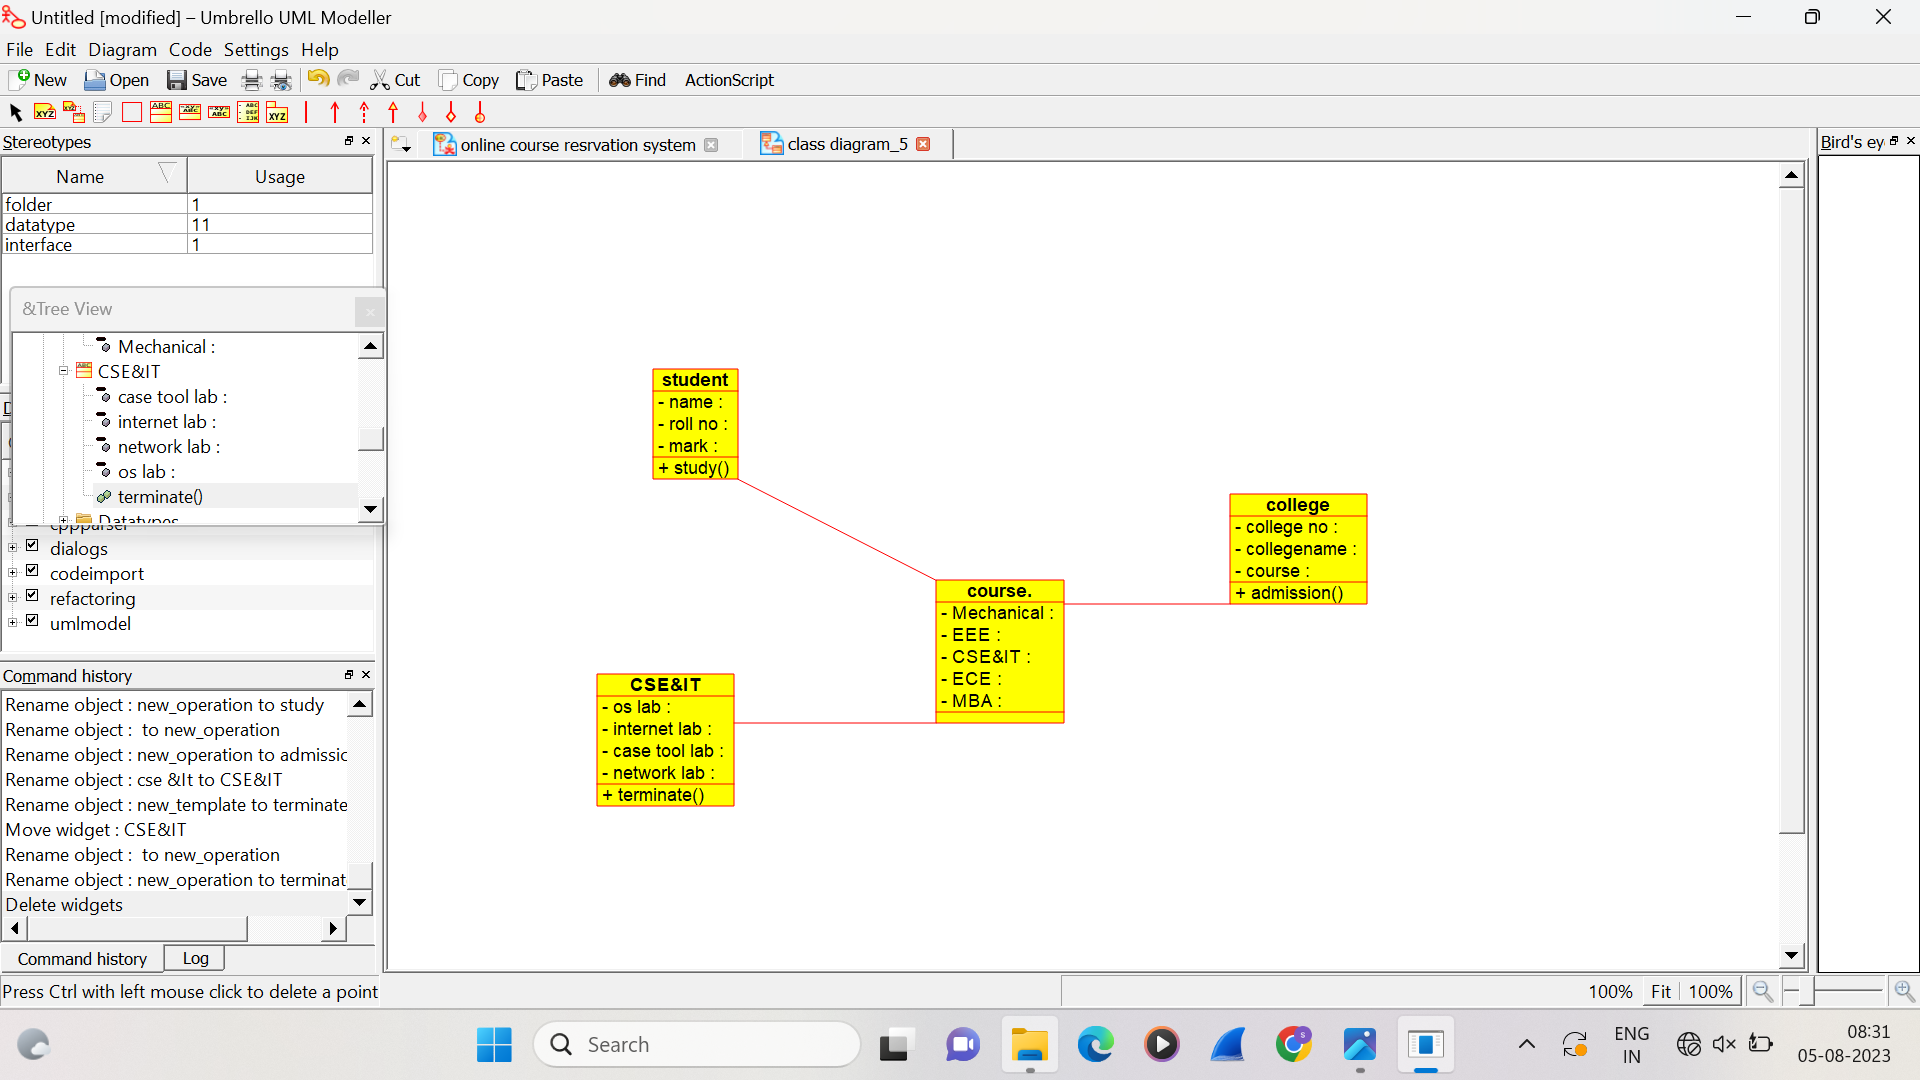 Untitled [modified] – Umbrello UML Modeller
File Edit Diagram Code Settings Help
New Open Save Cut Copy Paste Find ActionScript
Stereotypes
Name Usage
folder 1
datatype 11
interface 1
&Tree View
Mechanical :
CSE&IT
case tool lab :
internet lab :
network lab :
os lab :
terminate()
Datatypes
cppparser
dialogs
codeimport
refactoring
umlmodel
Command history
Rename object : new_operation to study
Rename object :  to new_operation
Rename object : new_operation to admissic
Rename object : cse &It to CSE&IT
Rename object : new_template to terminate
Move widget : CSE&IT
Rename object :  to new_operation
Rename object : new_operation to terminat
Delete widgets
Command history Log
Press Ctrl with left mouse click to delete a point
online course resrvation system
class diagram_5
Bird's ey
student
- name :
- roll no :
- mark :
+ study()
college
- college no :
- collegename :
- course :
+ admission()
course.
- Mechanical :
- EEE :
- CSE&IT :
- ECE :
- MBA :
CSE&IT
- os lab :
- internet lab :
- case tool lab :
- network lab :
+ terminate()
100% Fit 100%
Search
ENG
IN
08:31
05-08-2023